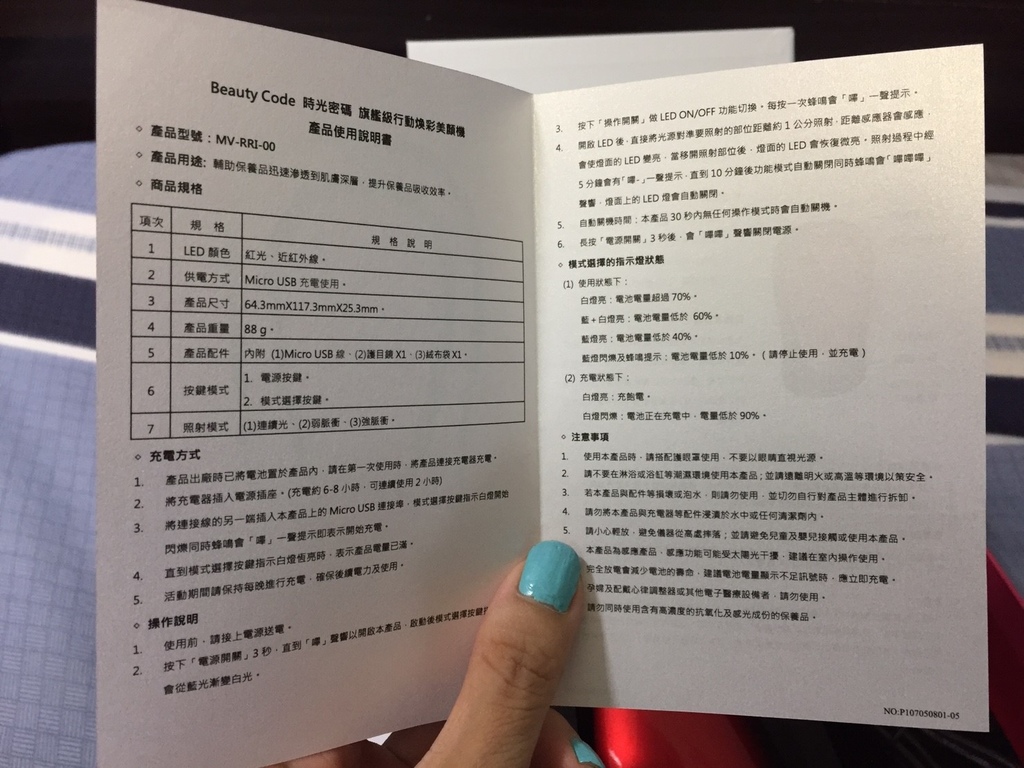 Beauty Code 時光密碼 旗艦級行動煥彩美顏機
產品使用說明書
◇ 產品型號：MV-RRI-00
◇ 產品用途: 輔助保養品迅速滲透到肌膚深層，提升保養品吸收效率。
◇ 商品規格
項次 規 格 規 格 說 明
1 LED 顏色 紅光、近紅外線。
2 供電方式 Micro USB 充電使用。
3 產品尺寸 64.3mmX117.3mmX25.3mm。
4 產品重量 88 g。
5 產品配件 內附 (1)Micro USB 線、(2)護目鏡 X1、(3)絨布袋 X1。
6 按鍵模式 1. 電源按鍵。
2. 模式選擇按鍵。
7 照射模式 (1)連續光、(2)弱脈衝、(3)強脈衝。
◇ 充電方式
1. 產品出廠時已將電池置於產品內，請在第一次使用時，將產品連接充電器充電。
2. 將充電器插入電源插座。(充電約 6-8 小時，可連續使用 2 小時)
3. 將連接線的另一端插入本產品上的 Micro USB 連接埠，模式選擇按鍵指示白燈開始
閃爍同時蜂鳴會「嗶」一聲提示即表示開始充電。
4. 直到模式選擇按鍵指示白燈恆亮時，表示產品電量已滿。
5. 活動期間請保持每晚進行充電，確保後續電力及使用。
◇ 操作說明
1. 使用前，請接上電源送電。
2. 按下「電源開關」3 秒，直到「嗶」聲響以開啟本產品，啟動後模式選擇按鍵
會從藍光漸變白光。
3. 按下「操作開關」做 LED ON/OFF 功能切換。每按一次蜂鳴會「嗶」一聲提示。
4. 開啟 LED 後，直接將光源對準要照射的部位距離約 1 公分照射，距離感應器會感應，
會使燈面的 LED 變亮，當移開照射部位後，燈面的 LED 會恢復微亮。照射過程中經
5 分鐘會有「嗶-」一聲提示，直到 10 分鐘後功能模式自動關閉同時蜂鳴會「嗶嗶嗶」
聲響，燈面上的 LED 燈會自動關閉。
5. 自動關機時間：本產品 30 秒內無任何操作模式時會自動關機。
6. 長按「電源開關」3 秒後，會「嗶嗶」聲響關閉電源。
◇ 模式選擇的指示燈狀態
(1) 使用狀態下：
白燈亮：電池電量超過 70%。
藍＋白燈亮：電池電量低於 60%。
藍燈亮：電池電量低於 40%。
藍燈閃爍及蜂鳴提示：電池電量低於 10%。（請停止使用，並充電）
(2) 充電狀態下：
白燈亮：充飽電。
白燈閃爍：電池正在充電中，電量低於 90%。
◇ 注意事項
1. 使用本產品時，請搭配護眼罩使用，不要以眼睛直視光源。
2. 請不要在淋浴或浴缸等潮濕環境使用本產品；並請遠離明火或高溫等環境以策安全。
3. 若本產品與配件等損壞或泡水，則請勿使用，並切勿自行對產品主體進行拆卸。
4. 請勿將本產品與充電器等配件浸漬於水中或任何清潔劑內。
5. 請小心輕放，避免儀器從高處摔落；並請避免兒童及嬰兒接觸或使用本產品。
本產品為感應產品，感應功能可能受太陽光干擾，建議在室內操作使用。
完全放電會減少電池的壽命，建議電池電量顯示不足訊號時，應立即充電。
孕婦及配戴心律調整器或其他電子醫療設備者，請勿使用。
請勿同時使用含有高濃度的抗氧化及感光成份的保養品。
NO:P107050801-05